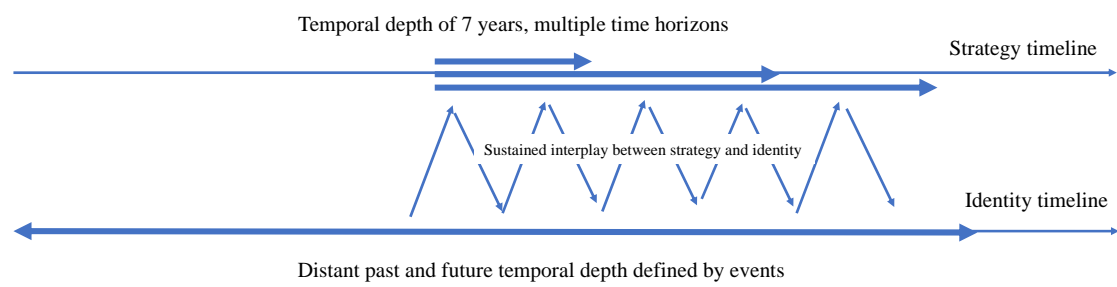 Temporal depth of 7 years, multiple time horizons
Strategy timeline
Sustained interplay between strategy and identity
Identity timeline
Distant past and future temporal depth defined by events